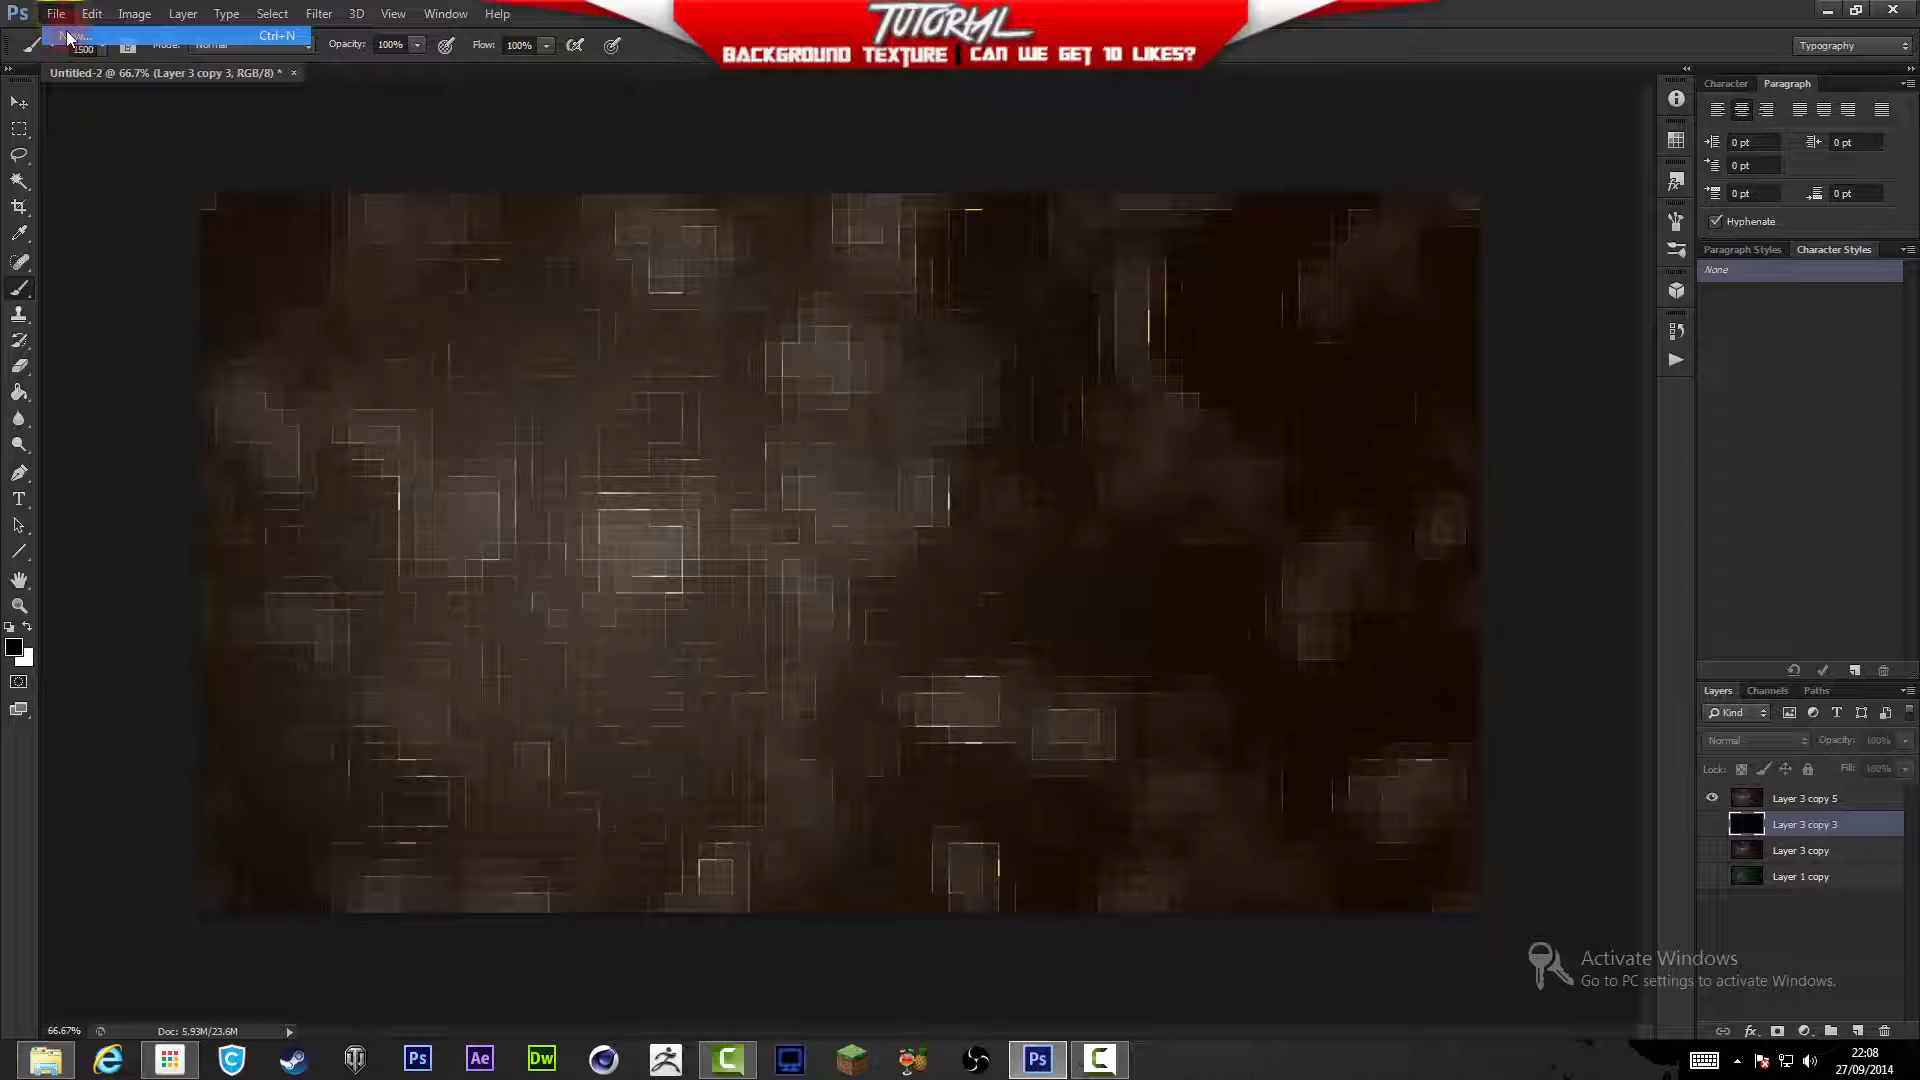 Ps File Edit Image Layer Type Select Filter 3D View Window Help
TUTORIAL
BACKGROUND TEXTURE | CAN WE GET 10 LIKES?
Ctrl+N
1500 Mode: Normal Opacity: 100% Flow: 100%
Typography
Untitled-2 @ 66.7% (Layer 3 copy 3, RGB/8) * ×
Character Paragraph
0 pt 0 pt
0 pt
0 pt 0 pt
Hyphenate
Paragraph Styles Character Styles
None
Layers Channels Paths
Kind
Normal Opacity: 100%
Lock: Fill: 100%
Layer 3 copy 5
Layer 3 copy 3
Layer 3 copy
Layer 1 copy
Activate Windows
Go to PC settings to activate Windows.
66.67% Doc: 5.93M/23.6M
Ps Ae Dw Ps
22:08
27/09/2014